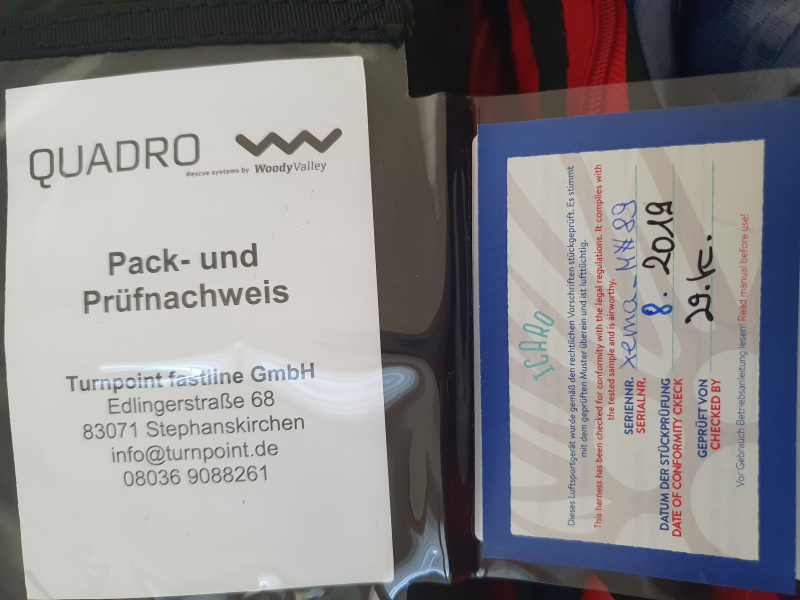 QUADRO
Rescue systems by WoodyValley
Pack- und
Prüfnachweis
Turnpoint fastline GmbH
Edlingerstraße 68
83071 Stephanskirchen
info@turnpoint.de
08036 9088261
ICARO
Dieses Luftsportgerät wurde gemäß den rechtlichen Vorschriften stückgeprüft. Es stimmt
mit dem geprüften Muster überein und ist lufttüchtig.
This harness has been checked for conformity with the legal regulations. It complies with
the tested sample and is airworthy.
SERIENNR. xema-M#89
SERIALNR.
DATUM DER STÜCKPRÜFUNG 8. 2019
DATE OF CONFORMITY CKECK
GEPRÜFT VON
CHECKED BY
Vor Gebrauch Betriebsanleitung lesen! Read manual before use!